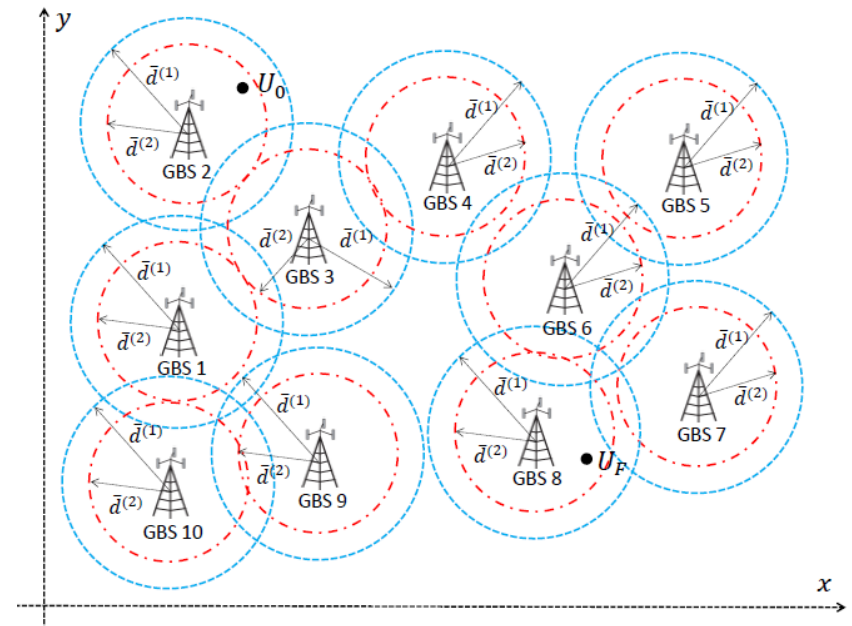 y
d̄⁽¹⁾
U₀
d̄⁽²⁾
GBS 2
d̄⁽¹⁾
d̄⁽²⁾
GBS 4
d̄⁽¹⁾
d̄⁽²⁾
GBS 5
d̄⁽²⁾
d̄⁽¹⁾
GBS 3
d̄⁽¹⁾
d̄⁽²⁾
GBS 6
d̄⁽¹⁾
d̄⁽²⁾
GBS 1
d̄⁽¹⁾
d̄⁽²⁾
GBS 7
d̄⁽¹⁾
d̄⁽²⁾
GBS 8
U_F
d̄⁽¹⁾
d̄⁽²⁾
GBS 9
d̄⁽¹⁾
d̄⁽²⁾
GBS 10
x